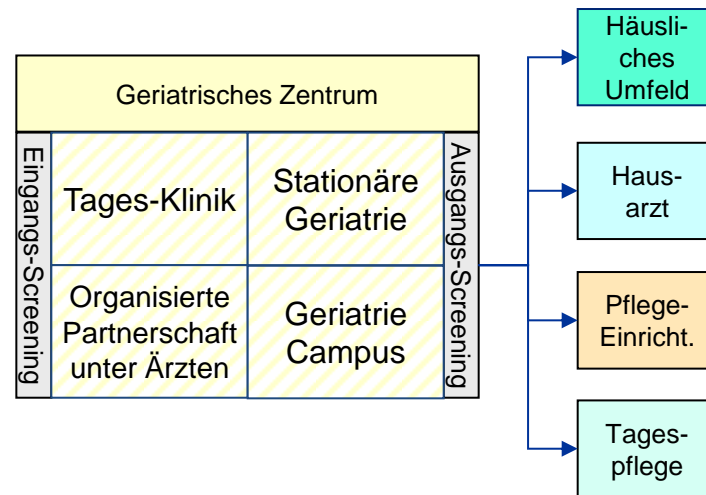 Geriatrisches Zentrum
Eingangs-Screening
Tages-Klinik
Stationäre
Geriatrie
Organisierte
Partnerschaft
unter Ärzten
Geriatrie
Campus
Ausgangs-Screening
Häusli-
ches
Umfeld
Haus-
arzt
Pflege-
Einricht.
Tages-
pflege